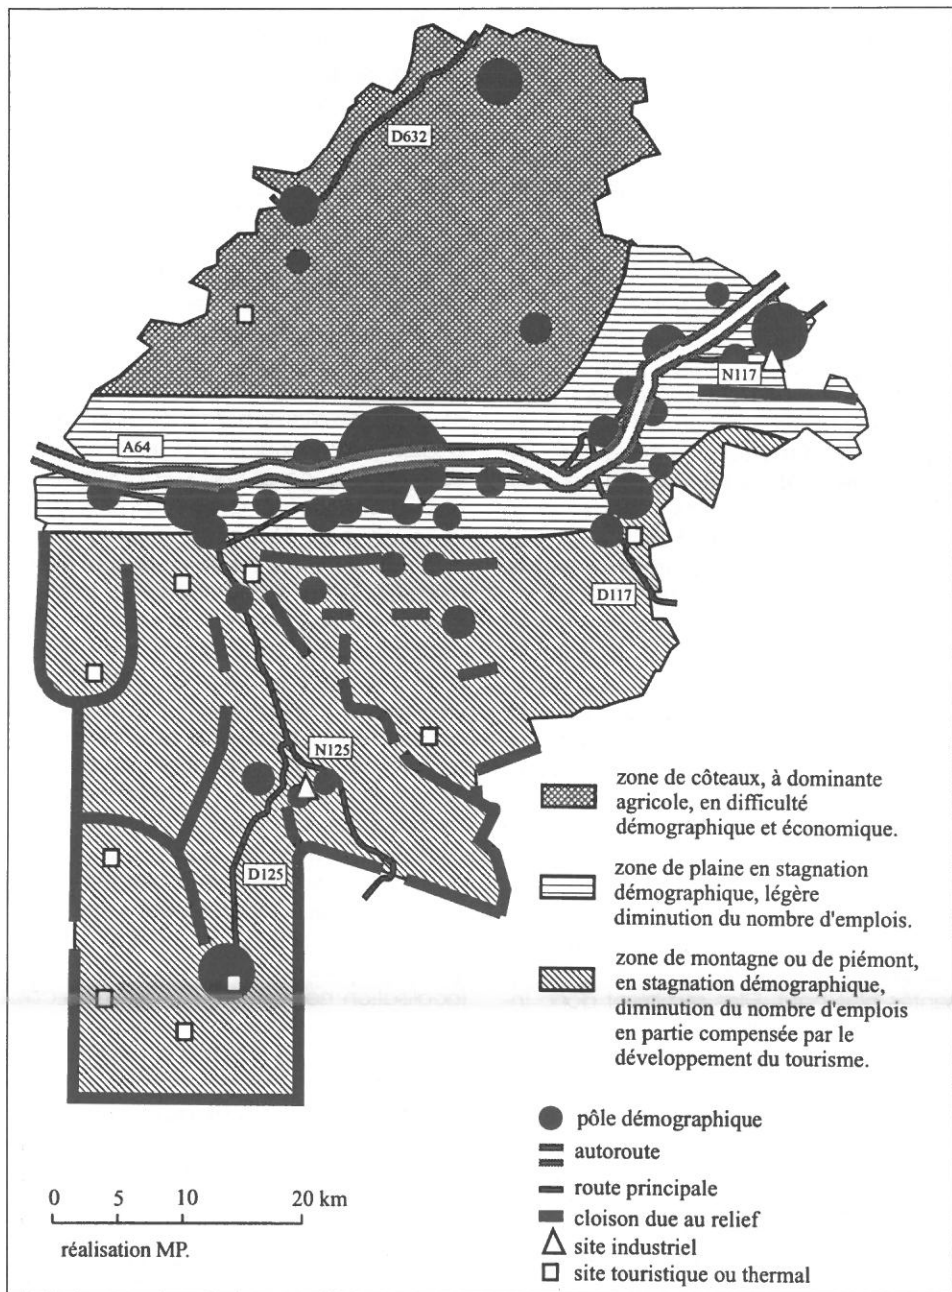 D632
N117
A64
D117
N125
D125
zone de côteaux, à dominante
agricole, en difficulté
démographique et économique.
zone de plaine en stagnation
démographique, légère
diminution du nombre d'emplois.
zone de montagne ou de piémont,
en stagnation démographique,
diminution du nombre d'emplois
en partie compensée par le
développement du tourisme.
pôle démographique
autoroute
route principale
cloison due au relief
site industriel
site touristique ou thermal
0 5 10 20 km
réalisation MP.